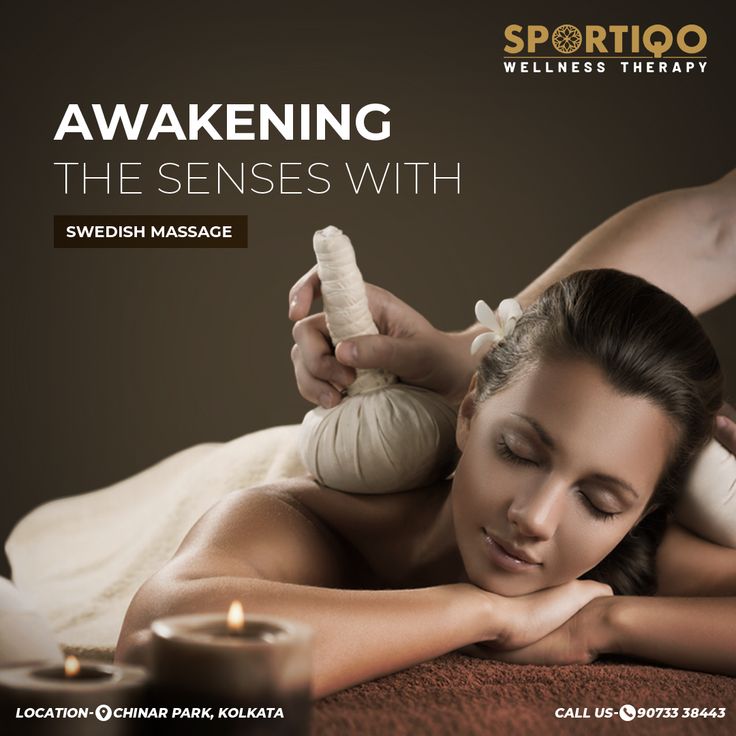 SPORTIQO
WELLNESS THERAPY
AWAKENING
THE SENSES WITH
SWEDISH MASSAGE
LOCATION- CHINAR PARK, KOLKATA
CALL US- 90733 38443